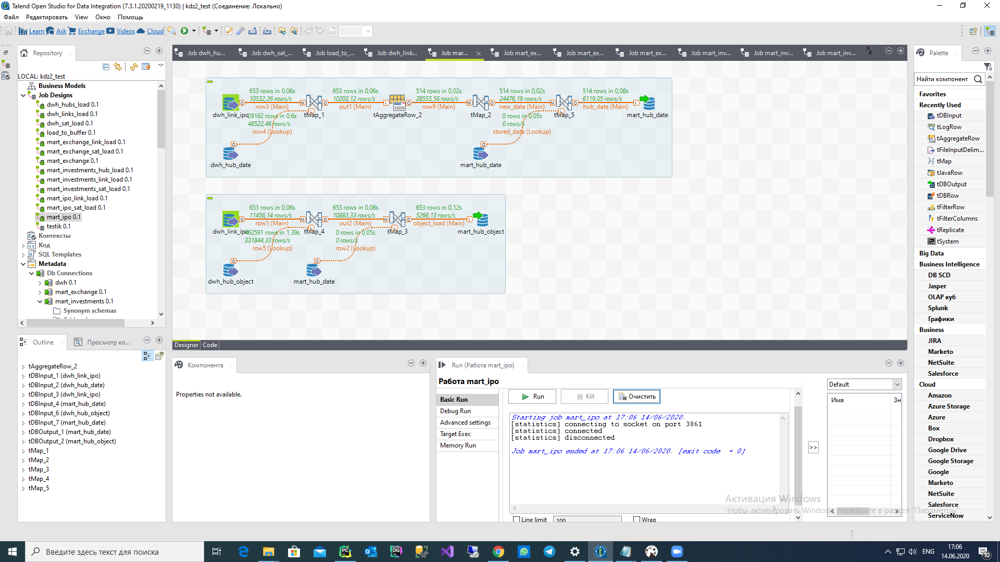 Talend Open Studio for Data Integration (7.3.1.20200219_1130) | kdz2_test (Соединение: Локально)
Файл Редактировать View Окно Помощь
Learn Ask Exchange Videos Cloud
Repository
LOCAL: kdz2_test
Business Models
Job Designs
dwh_hubs_load 0.1
dwh_links_load 0.1
dwh_sat_load 0.1
load_to_buffer 0.1
mart_exchange_link_load 0.1
mart_exchange_sat_load 0.1
mart_exchange 0.1
mart_investments_hub_load 0.1
mart_investments_link_load 0.1
mart_investments_sat_load 0.1
mart_ipo_link_load 0.1
mart_ipo_sat_load 0.1
mart_ipo 0.1
testik 0.1
Контексты
Код
SQL Templates
Metadata
Db Connections
dwh 0.1
mart_exchange 0.1
mart_investments 0.1
Synonym schemas
Outline
Просмотр ко...
tAggregateRow_2
tDBInput_1 (dwh_link_ipo)
tDBInput_2 (dwh_hub_date)
tDBInput_3 (dwh_link_ipo)
tDBInput_4 (mart_hub_date)
tDBInput_6 (dwh_hub_object)
tDBInput_7 (mart_hub_date)
tDBOutput_1 (mart_hub_date)
tDBOutput_2 (mart_hub_object)
tMap_1
tMap_2
tMap_3
tMap_4
tMap_5
Job dwh_hu... Job dwh_sat_... Job load_to_... Job dwh_link... Job mar... Job mart_ex... Job mart_ex... Job mart_ex... Job mart_inv... Job mart_inv... Job mart_inv... 2
653 rows in 0,06s 653 rows in 0,06s 514 rows in 0,02s 514 rows in 0,02s 514 rows in 0,08s
10532,26 rows/s 10203,12 rows/s 28555,56 rows/s 24476,19 rows/s 6119,05 rows/s
row3 (Main) out1 (Main) row9 (Main) new_data (Main) hub_date (Main)
dwh_link_ipo tMap_1 tAggregateRow_2 tMap_2 tMap_5 mart_hub_date
29162 rows in 0,6s 0 rows in 0,05s
48522,46 rows/s 0 rows/s
row4 (Lookup) stored_data (Lookup)
dwh_hub_date mart_hub_date
653 rows in 0,06s 653 rows in 0,06s 653 rows in 0,12s
11456,14 rows/s 10883,33 rows/s 5266,13 rows/s
row1 (Main) out2 (Main) object_load (Main)
dwh_link_ipo tMap_4 tMap_3 mart_hub_object
462591 rows in 1,39s 0 rows in 0,05s
331844,33 rows/s 0 rows/s
row5 (Lookup) row2 (Lookup)
dwh_hub_object mart_hub_date
Designer Code
Компонента
Properties not available.
Run (Работа mart_ipo)
Работа mart_ipo
Basic Run
Debug Run
Advanced settings
Target Exec
Memory Run
Run Kill Очистить
Starting job mart_ipo at 17:06 14/06/2020.
[statistics] connecting to socket on port 3861
[statistics] connected
[statistics] disconnected
Job mart_ipo ended at 17:06 14/06/2020. [exit code = 0]
Line limit 100 Wrap
>>
Default
Имя Зн
Активация Windows
Чтобы активировать Windows, перейдите в раздел "Параметры".
Palette
Найти компонент
Favorites
Recently Used
tDBInput
tLogRow
tAggregateRow
tFileInputDelim...
tMap
tJavaRow
tDBOutput
tDBRow
tFilterRow
tFilterColumns
tReplicate
tSystem
Big Data
Business Intelligence
DB SCD
Jasper
OLAP куб
Splunk
Графики
Business
JIRA
Marketo
NetSuite
Salesforce
Cloud
Amazon
Azure Storage
Azure
Box
Dropbox
Google Drive
Google Storage
Google
Marketo
NetSuite
Salesforce
ServiceNow
Введите здесь текст для поиска
ENG
17:06
14.06.2020
10